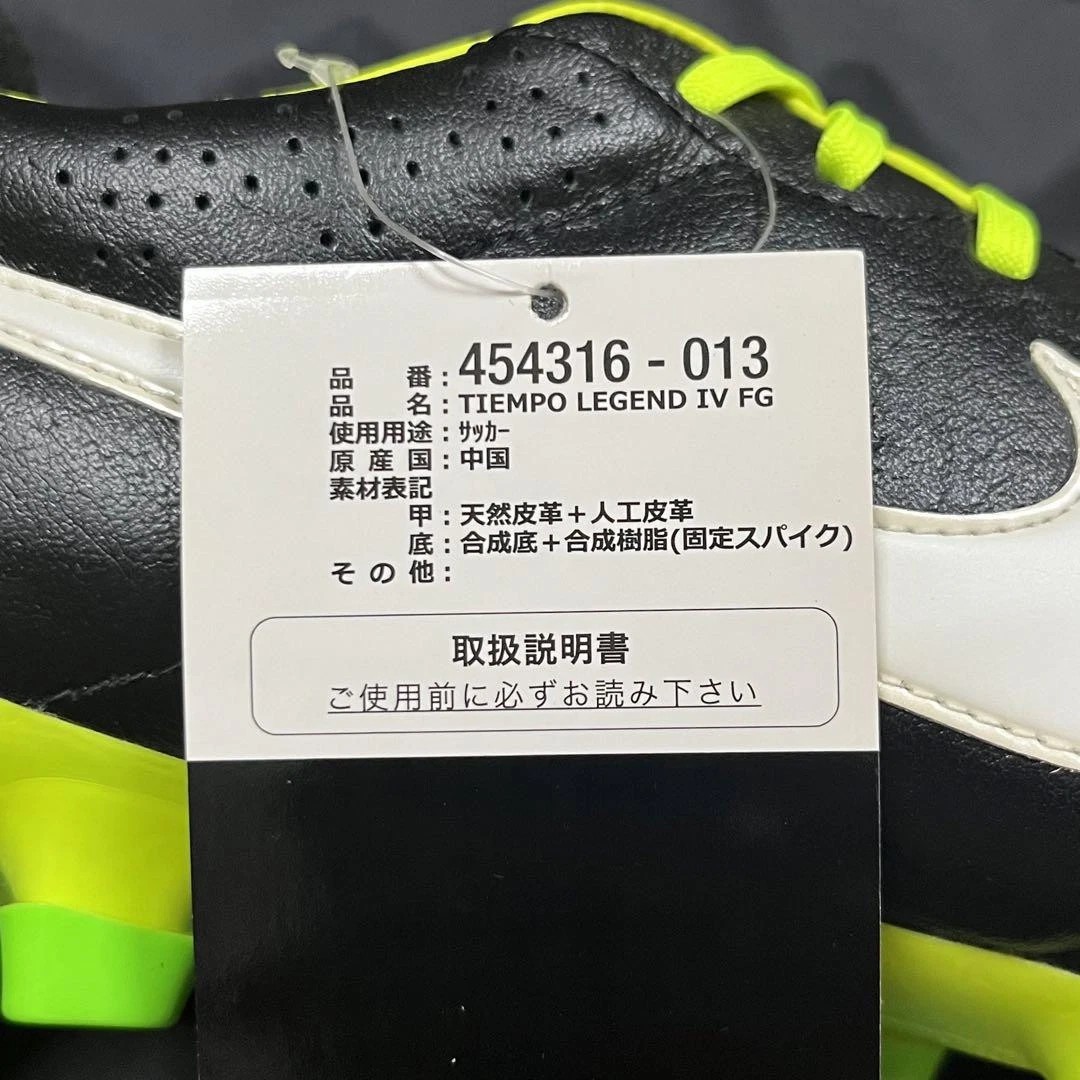 品　　番：454316 - 013
品　　名：TIEMPO LEGEND IV FG
使用用途：ｻｯｶｰ
原 産 国：中国
素材表記
甲：天然皮革＋人工皮革
底：合成底＋合成樹脂(固定スパイク)
そ の 他：
取扱説明書
ご使用前に必ずお読み下さい